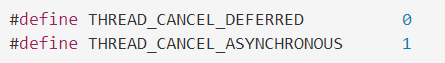 #define THREAD_CANCEL_DEFERRED         0
#define THREAD_CANCEL_ASYNCHRONOUS     1